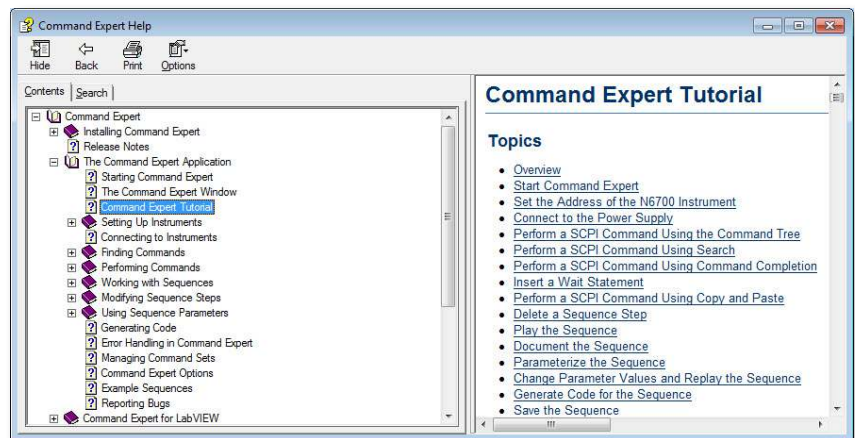 Command Expert Help
Hide Back Print Options
Contents Search
Command Expert
Installing Command Expert
Release Notes
The Command Expert Application
Starting Command Expert
The Command Expert Window
Command Expert Tutorial
Setting Up Instruments
Connecting to Instruments
Finding Commands
Performing Commands
Working with Sequences
Modifying Sequence Steps
Using Sequence Parameters
Generating Code
Error Handling in Command Expert
Managing Command Sets
Command Expert Options
Example Sequences
Reporting Bugs
Command Expert for LabVIEW
Command Expert Tutorial
Topics
• Overview
• Start Command Expert
• Set the Address of the N6700 Instrument
• Connect to the Power Supply
• Perform a SCPI Command Using the Command Tree
• Perform a SCPI Command Using Search
• Perform a SCPI Command Using Command Completion
• Insert a Wait Statement
• Perform a SCPI Command Using Copy and Paste
• Delete a Sequence Step
• Play the Sequence
• Document the Sequence
• Parameterize the Sequence
• Change Parameter Values and Replay the Sequence
• Generate Code for the Sequence
• Save the Sequence